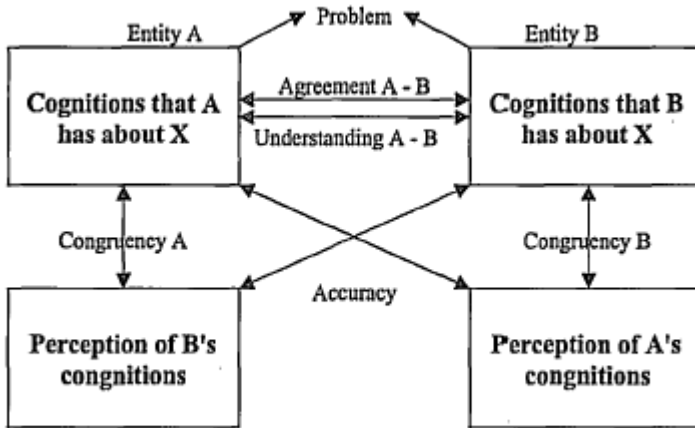 Problem
Entity A
Entity B
Cognitions that A
has about X
Agreement A - B
Understanding A - B
Cognitions that B
has about X
Congruency A
Congruency B
Accuracy
Perception of B's
congnitions
Perception of A's
congnitions